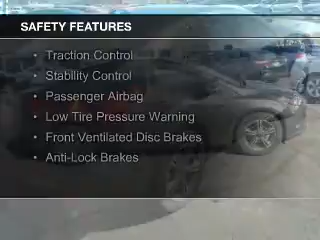 SAFETY FEATURES
• Traction Control
• Stability Control
• Passenger Airbag
• Low Tire Pressure Warning
• Front Ventilated Disc Brakes
• Anti-Lock Brakes